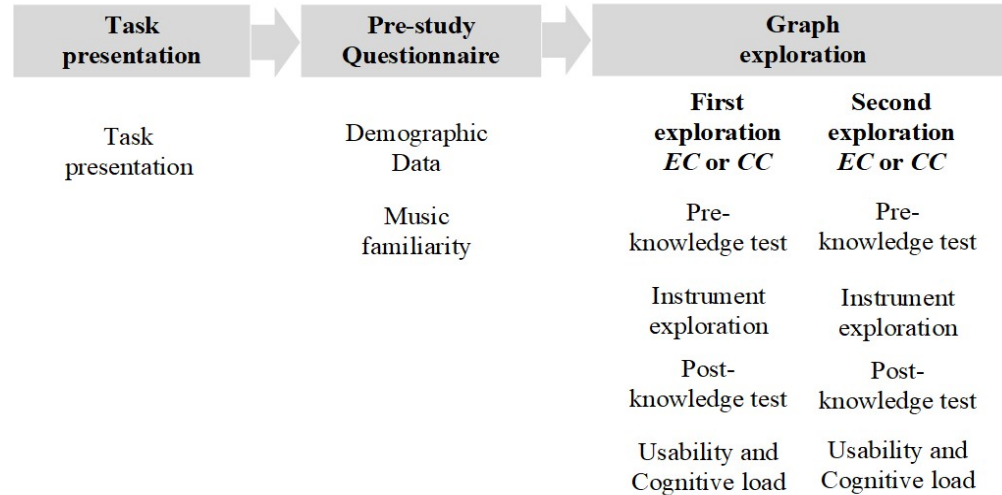 Task
presentation
Pre-study
Questionnaire
Graph
exploration
Task
presentation
Demographic
Data
Music
familiarity
First
exploration
EC or CC
Pre-
knowledge test
Instrument
exploration
Post-
knowledge test
Usability and
Cognitive load
Second
exploration
EC or CC
Pre-
knowledge test
Instrument
exploration
Post-
knowledge test
Usability and
Cognitive load